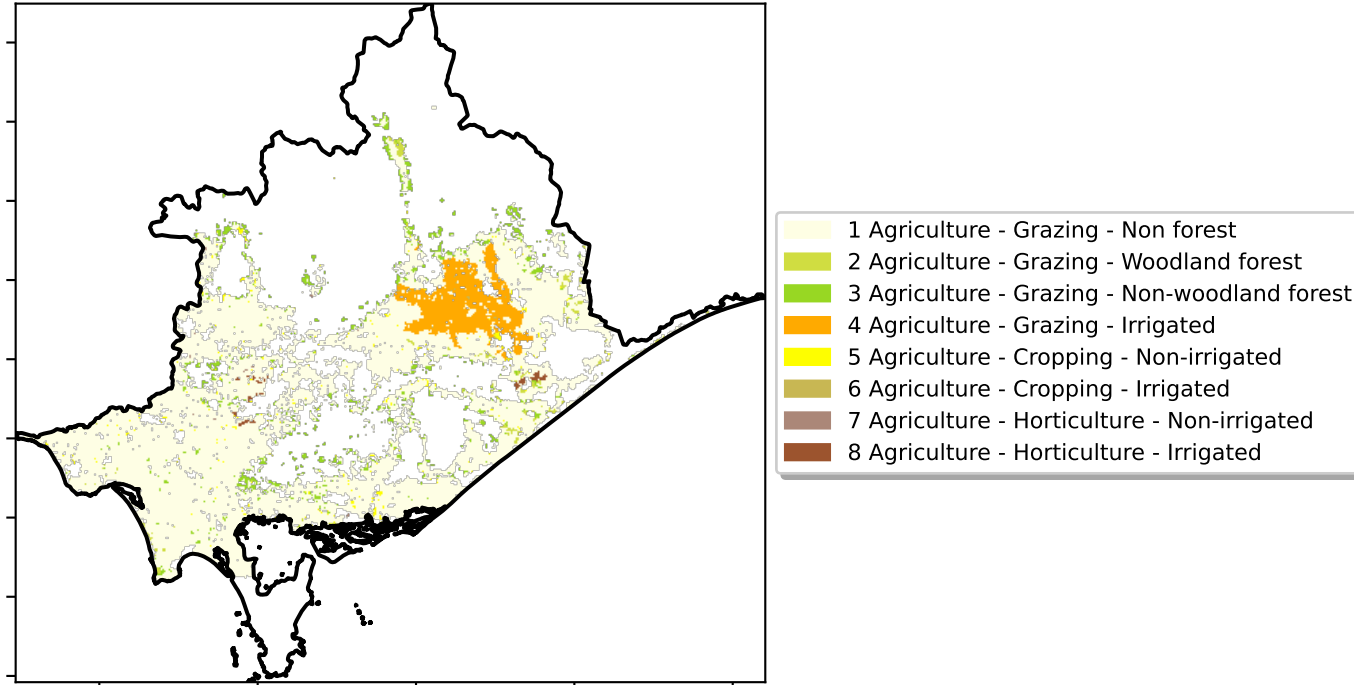 1 Agriculture - Grazing - Non forest
2 Agriculture - Grazing - Woodland forest
3 Agriculture - Grazing - Non-woodland forest
4 Agriculture - Grazing - Irrigated
5 Agriculture - Cropping - Non-irrigated
6 Agriculture - Cropping - Irrigated
7 Agriculture - Horticulture - Non-irrigated
8 Agriculture - Horticulture - Irrigated